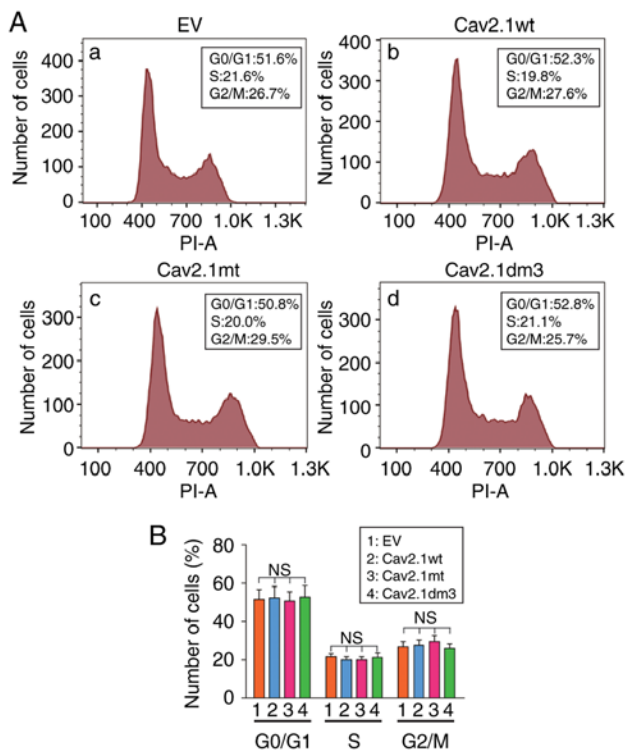 A
EV
a
G0/G1:51.6%
S:21.6%
G2/M:26.7%
Number of cells
400
300
200
100
0
100 400 700 1.0K 1.3K
PI-A
Cav2.1wt
b
G0/G1:52.3%
S:19.8%
G2/M:27.6%
Number of cells
400
300
200
100
0
100 400 700 1.0K 1.3K
PI-A
Cav2.1mt
c
G0/G1:50.8%
S:20.0%
G2/M:29.5%
Number of cells
300
200
100
0
100 400 700 1.0K 1.3K
PI-A
Cav2.1dm3
d
G0/G1:52.8%
S:21.1%
G2/M:25.7%
Number of cells
300
200
100
0
100 400 700 1.0K 1.3K
PI-A
B
1: EV
2: Cav2.1wt
3: Cav2.1mt
4: Cav2.1dm3
Number of cells (%)
80
60
40
20
0
NS
NS
NS
1 2 3 4 1 2 3 4 1 2 3 4
G0/G1 S G2/M